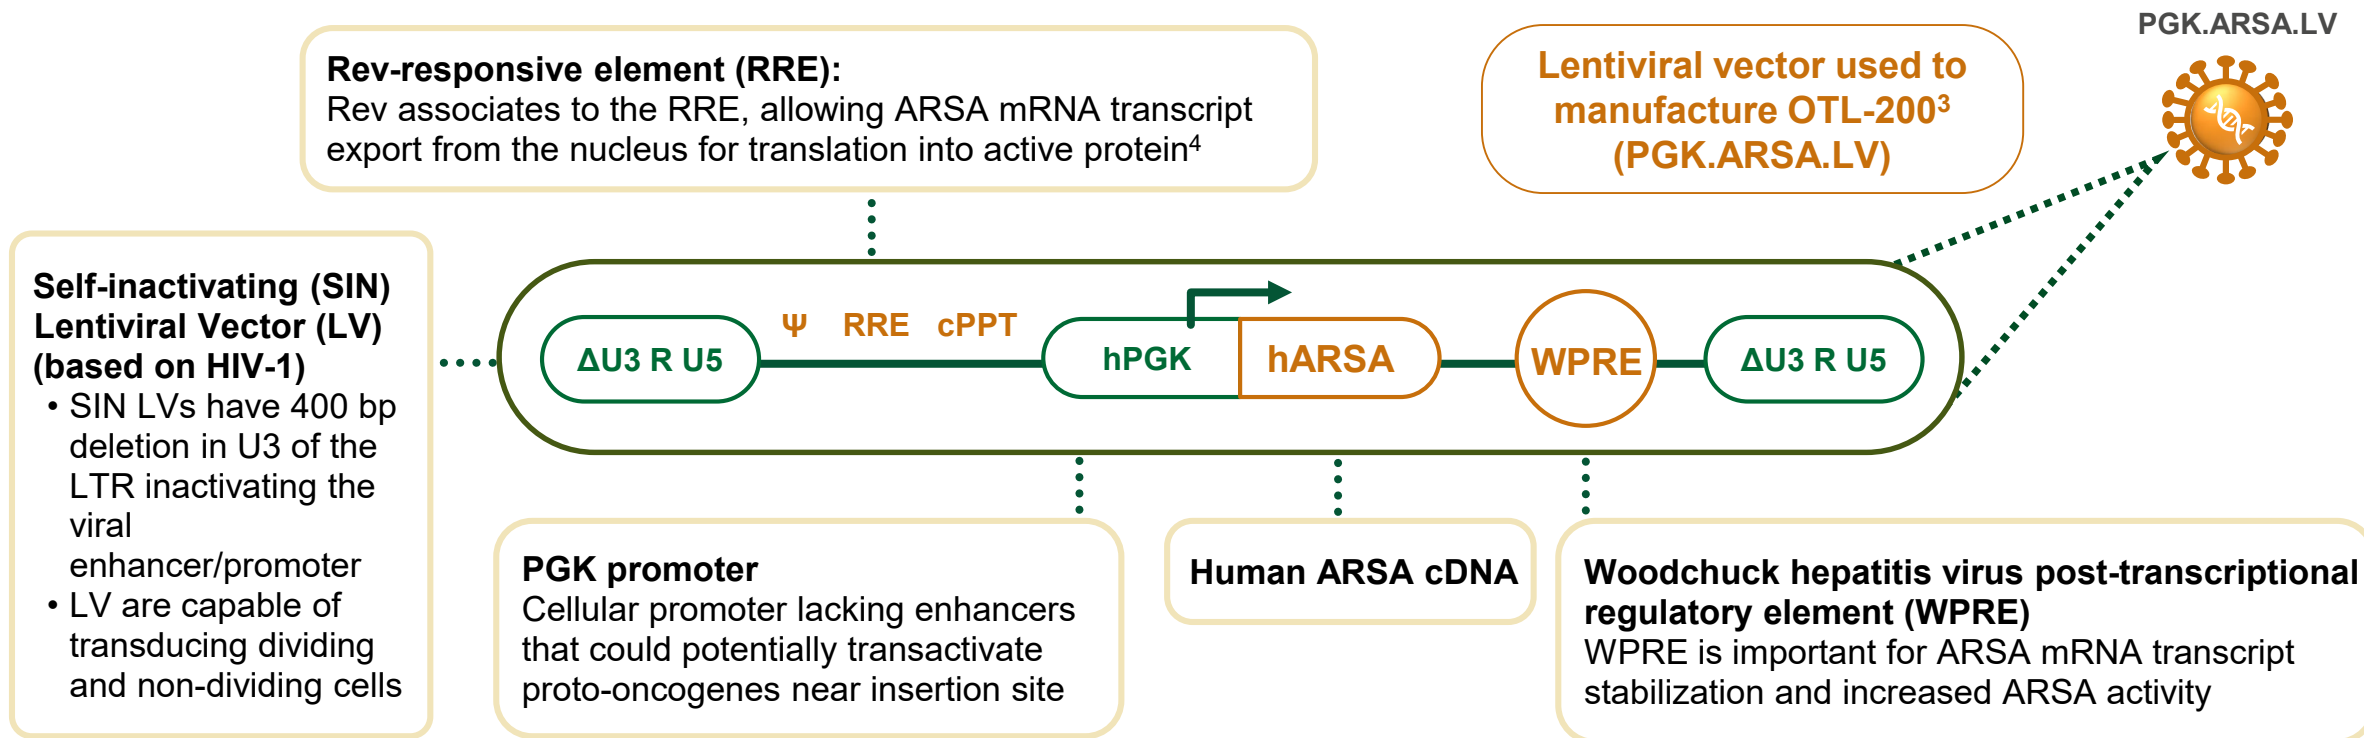 PGK.ARSA.LV
Rev-responsive element (RRE):
Rev associates to the RRE, allowing ARSA mRNA transcript
export from the nucleus for translation into active protein⁴
Lentiviral vector used to
manufacture OTL-200³
(PGK.ARSA.LV)
Self-inactivating (SIN)
Lentiviral Vector (LV)
(based on HIV-1)
• SIN LVs have 400 bp
deletion in U3 of the
LTR inactivating the
viral
enhancer/promoter
• LV are capable of
transducing dividing
and non-dividing cells
ΔU3 R U5
Ψ RRE cPPT
hPGK
hARSA
WPRE
ΔU3 R U5
PGK promoter
Cellular promoter lacking enhancers
that could potentially transactivate
proto-oncogenes near insertion site
Human ARSA cDNA
Woodchuck hepatitis virus post-transcriptional
regulatory element (WPRE)
WPRE is important for ARSA mRNA transcript
stabilization and increased ARSA activity